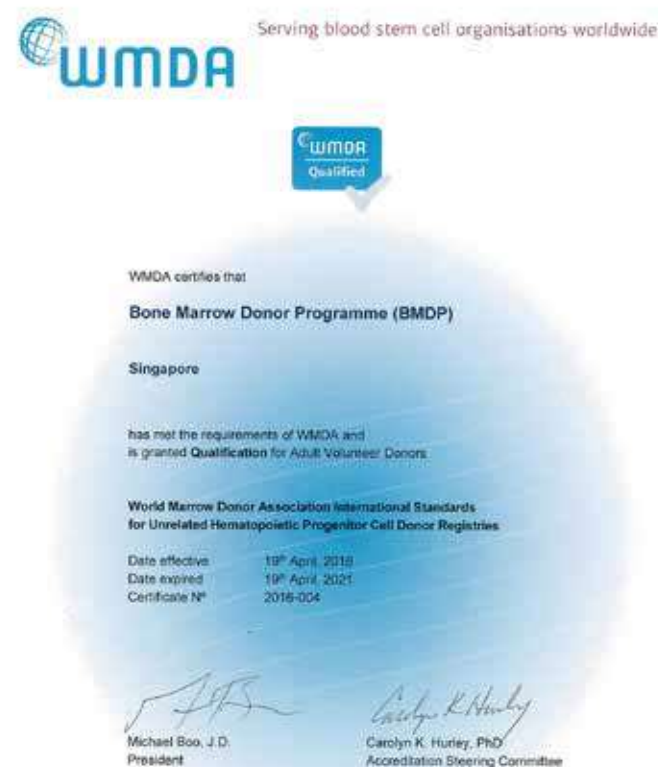 Serving blood stem cell organisations worldwide
WMDA
WMDA
Qualified
WMDA certifies that
Bone Marrow Donor Programme (BMDP)
Singapore
has met the requirements of WMDA and
is granted Qualification for Adult Volunteer Donors
World Marrow Donor Association International Standards
for Unrelated Hematopoietic Progenitor Cell Donor Registries
Date effective 19th April, 2016
Date expired 19th April, 2021
Certificate Nº 2016-004
Michael Boo, J.D.
President
Carolyn K. Hurley, PhD
Accreditation Steering Committee